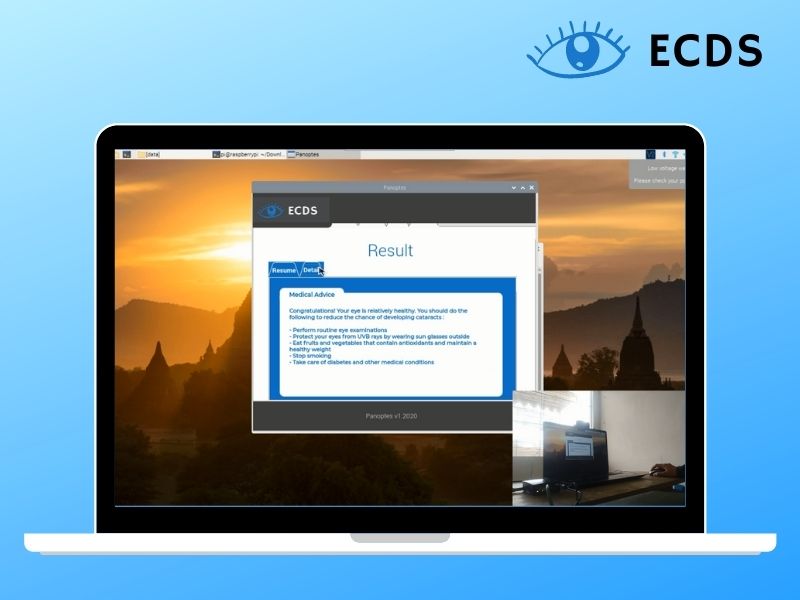 ECDS
[data]
pi@raspberrypi: ~/Downl...
Panoptes
Low voltage wa
Please check your po
Panoptes
ECDS
Result
Resume
Detai
Medical Advice
Congratulations! Your eye is relatively healthy. You should do the
following to reduce the chance of developing cataracts :
- Perform routine eye examinations
- Protect your eyes from UVB rays by wearing sun glasses outside
- Eat fruits and vegetables that contain antioxidants and maintain a
healthy weight
- Stop smoking
- Take care of diabetes and other medical conditions
Panoptes v1.2020